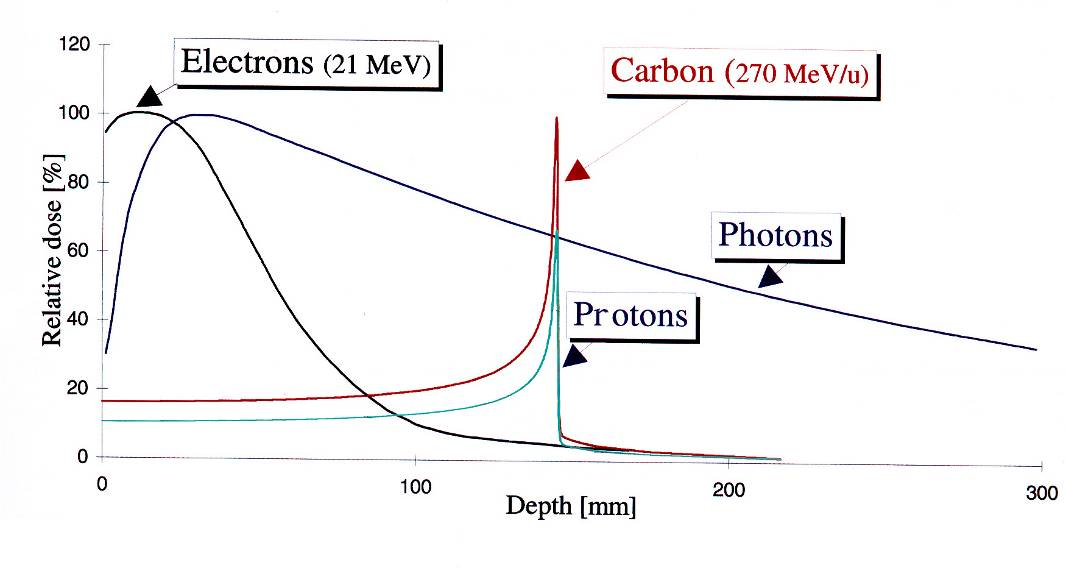 120
Electrons (21 MeV)
Carbon (270 MeV/u)
100
Relative dose [%]
80
Photons
60
Protons
40
20
0
0
100
200
300
Depth [mm]